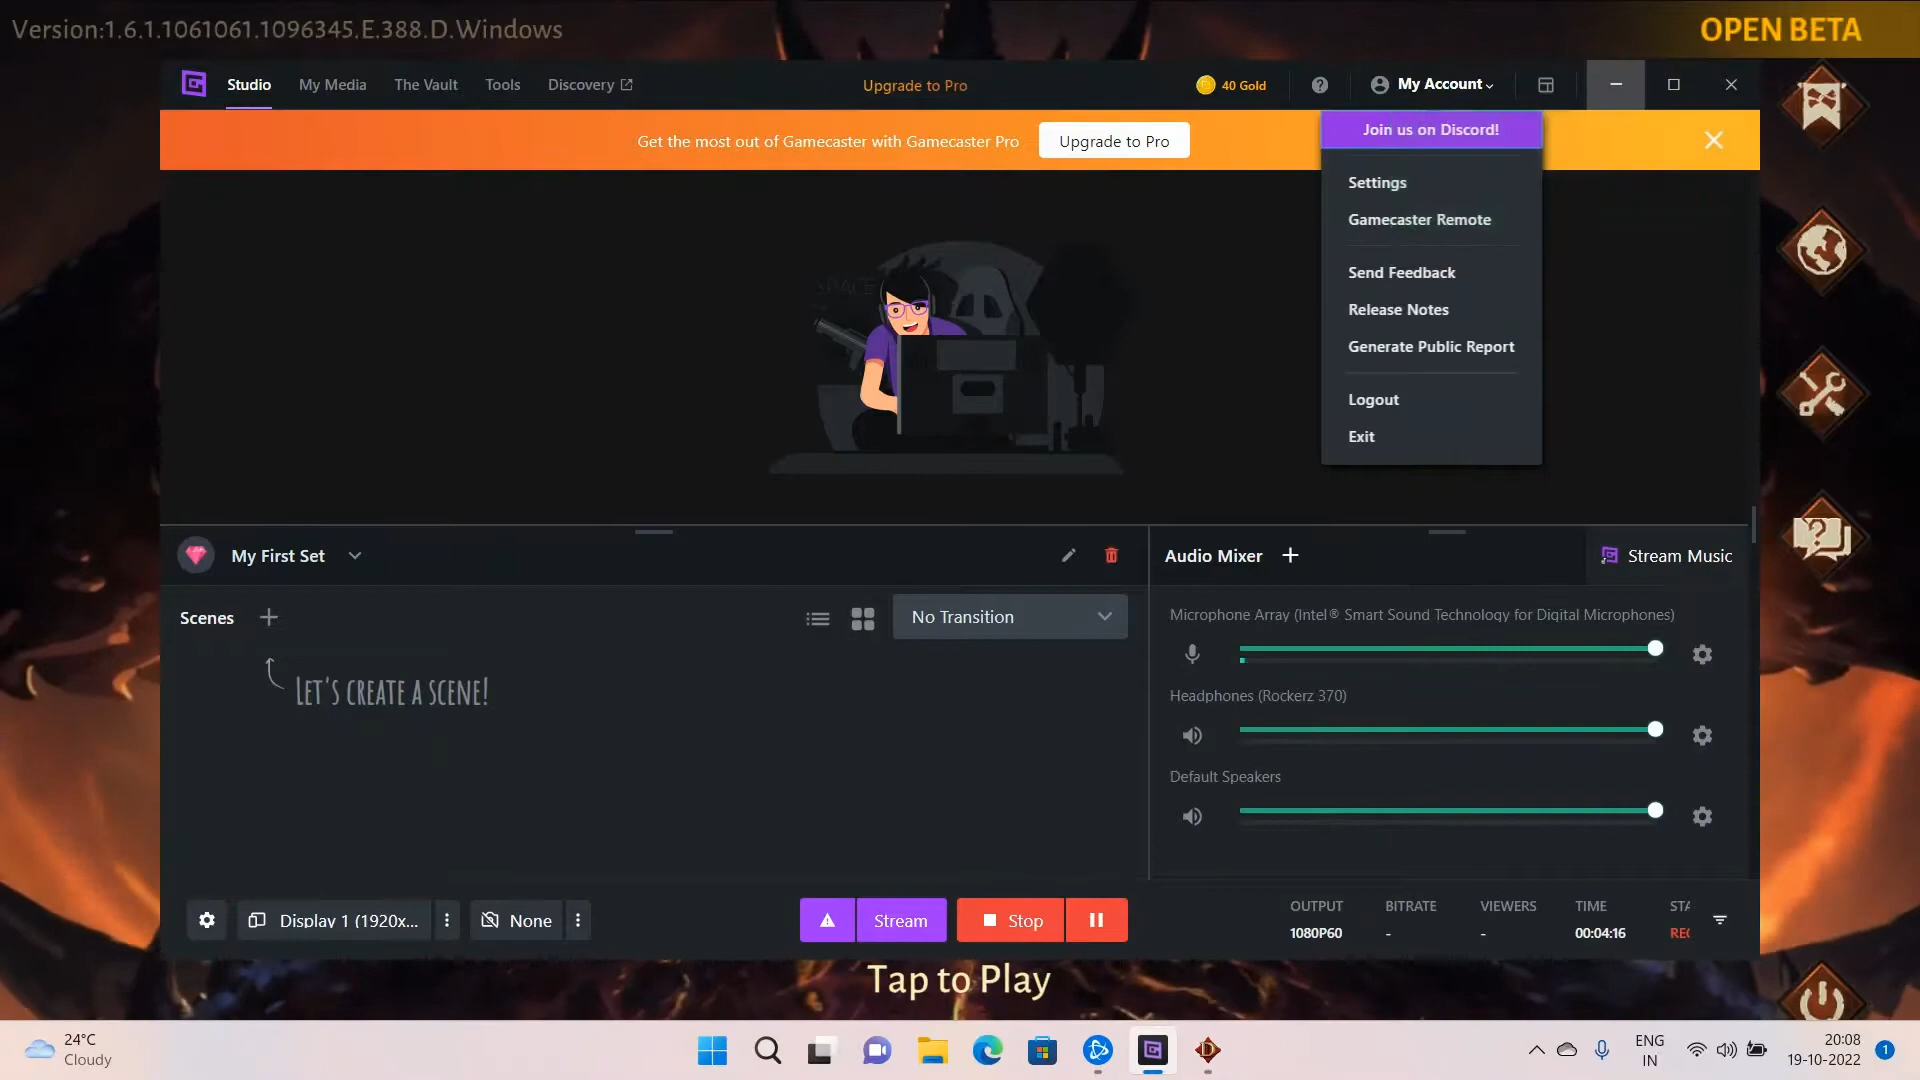 Version:1.6.1.1061061.1096345.E.388.D.Windows
OPEN BETA
Studio
My Media
The Vault
Tools
Discovery
Upgrade to Pro
40 Gold
My Account
Get the most out of Gamecaster with Gamecaster Pro
Upgrade to Pro
Join us on Discord!
Settings
Gamecaster Remote
Send Feedback
Release Notes
Generate Public Report
Logout
Exit
SPACE
My First Set
Audio Mixer
Stream Music
Scenes
No Transition
LET'S CREATE A SCENE!
Microphone Array (Intel® Smart Sound Technology for Digital Microphones)
Headphones (Rockerz 370)
Default Speakers
Display 1 (1920x...
None
Stream
Stop
OUTPUT
BITRATE
VIEWERS
TIME
STA
1080P60
-
-
00:04:16
REC
Tap to Play
24°C
Cloudy
ENG
IN
20:08
19-10-2022
1